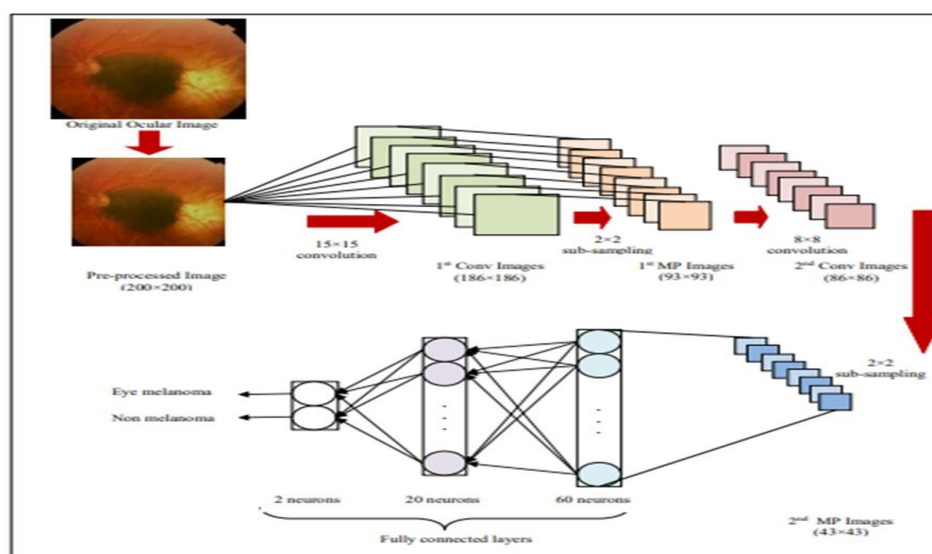 Original Ocular Image
Pre-processed Image
(200×200)
15×15
convolution
1st Conv Images
(186×186)
2×2
sub-sampling
1st MP Images
(93×93)
8×8
convolution
2nd Conv Images
(86×86)
2×2
sub-sampling
2nd MP Images
(43×43)
60 neurons
20 neurons
2 neurons
Fully connected layers
Eye melanoma
Non melanoma